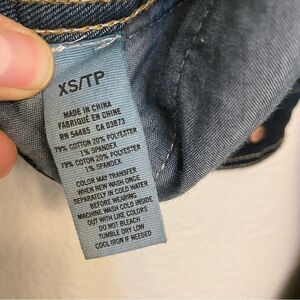 XS/TP
MADE IN CHINA
FABRIQUÉ EN CHINE
RN 54485 CA 03873
79% COTTON 20% POLYESTER
1% SPANDEX
79% COTON 20% POLYESTER
1% SPANDEX
COLOR MAY TRANSFER
WHEN NEW WASH ONCE
SEPARATELY IN COLD WATER
BEFORE WEARING
MACHINE WASH COLD INSIDE
OUT WITH LIKE COLORS
DO NOT BLEACH
TUMBLE DRY LOW
COOL IRON IF NEEDED